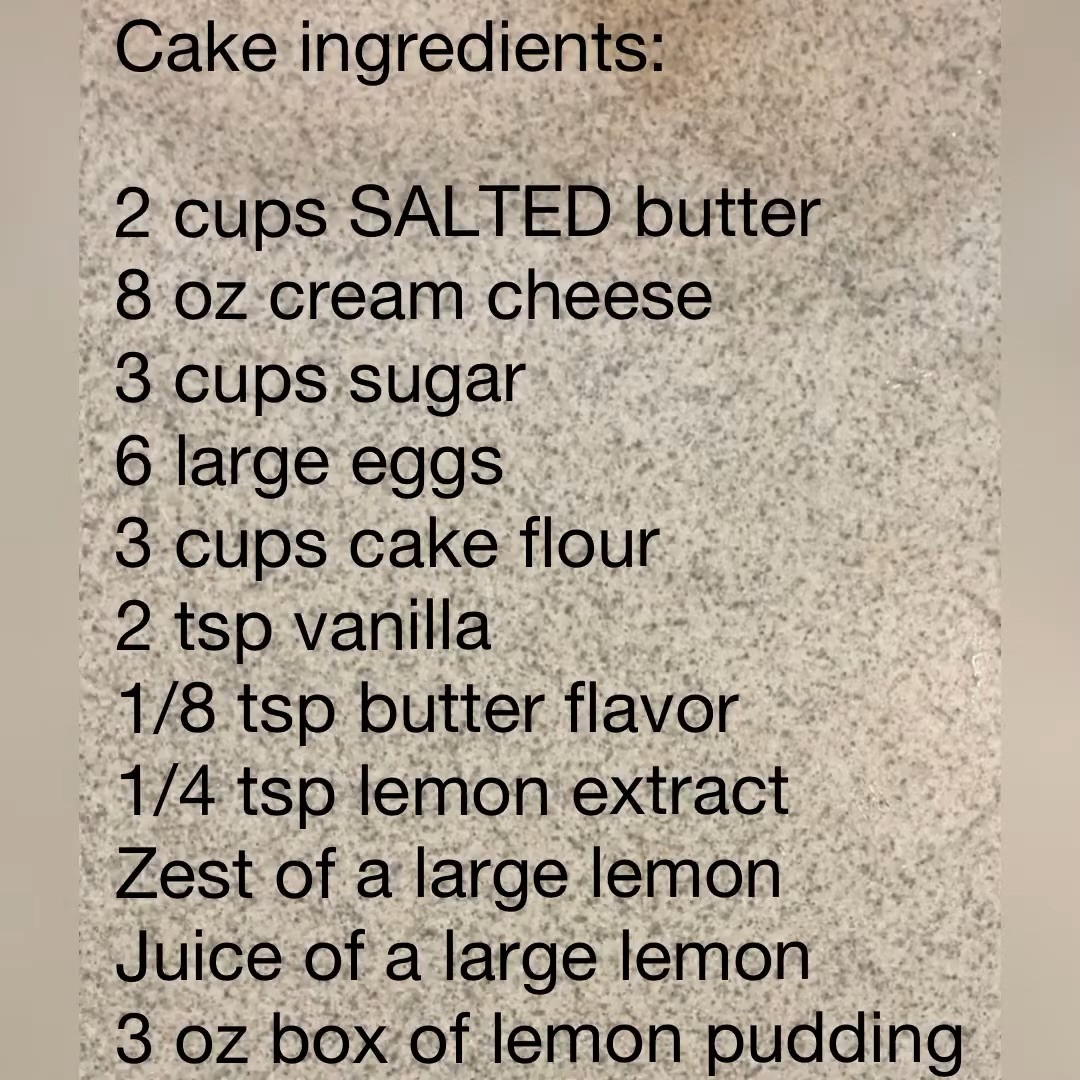 Cake ingredients:
2 cups SALTED butter
8 oz cream cheese
3 cups sugar
6 large eggs
3 cups cake flour
2 tsp vanilla
1/8 tsp butter flavor
1/4 tsp lemon extract
Zest of a large lemon
Juice of a large lemon
3 oz box of lemon pudding